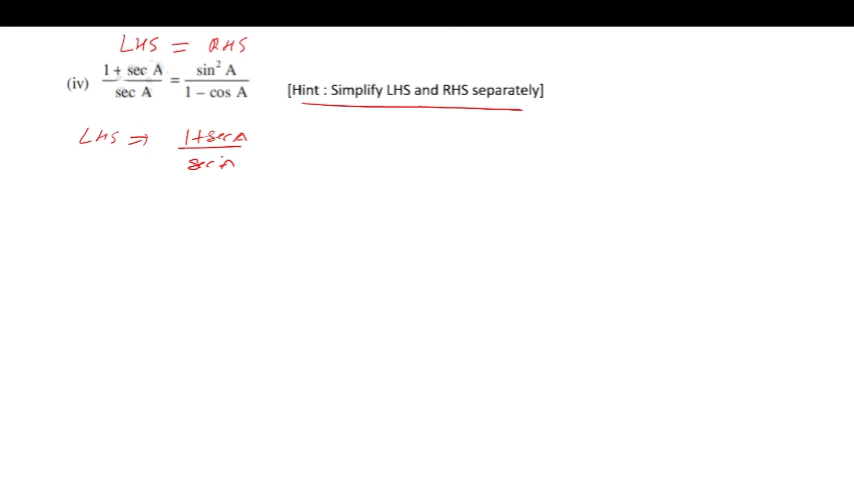 LHS = RHS
(iv) (1 + sec A)/(sec A) = (sin² A)/(1 − cos A) [Hint : Simplify LHS and RHS separately]
LHS ⇒ (1+secA)/(secA)